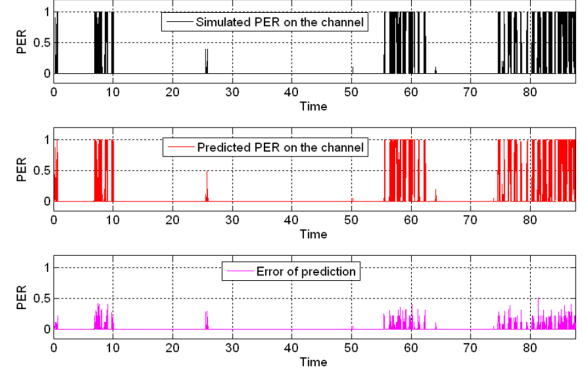 1
Simulated PER on the channel
PER
0.5
0
0 10 20 30 40 50 60 70 80
Time
1
Predicted PER on the channel
PER
0.5
0
0 10 20 30 40 50 60 70 80
Time
1
Error of prediction
PER
0.5
0
0 10 20 30 40 50 60 70 80
Time